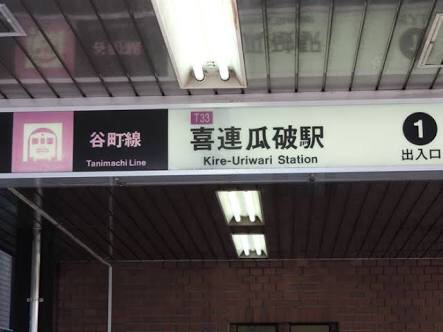 谷町線
Tanimachi Line
T33
喜連瓜破駅
Kire-Uriwari Station
1
出入口